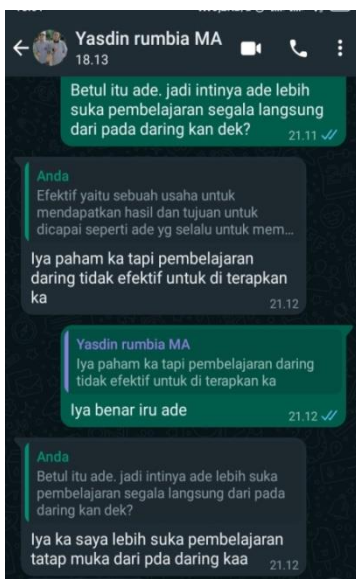 Yasdin rumbia MA
18.13
Betul itu ade. jadi intinya ade lebih
suka pembelajaran segala langsung
dari pada daring kan dek?
21.11
Anda
Efektif yaitu sebuah usaha untuk
mendapatkan hasil dan tujuan untuk
dicapai seperti ade yg selalu untuk mem...
Iya paham ka tapi pembelajaran
daring tidak efektif untuk di terapkan
ka
21.12
Yasdin rumbia MA
Iya paham ka tapi pembelajaran daring
tidak efektif untuk di terapkan ka
Iya benar iru ade
21.12
Anda
Betul itu ade. jadi intinya ade lebih suka
pembelajaran segala langsung dari pada
daring kan dek?
Iya ka saya lebih suka pembelajaran
tatap muka dari pda daring kaa
21.12